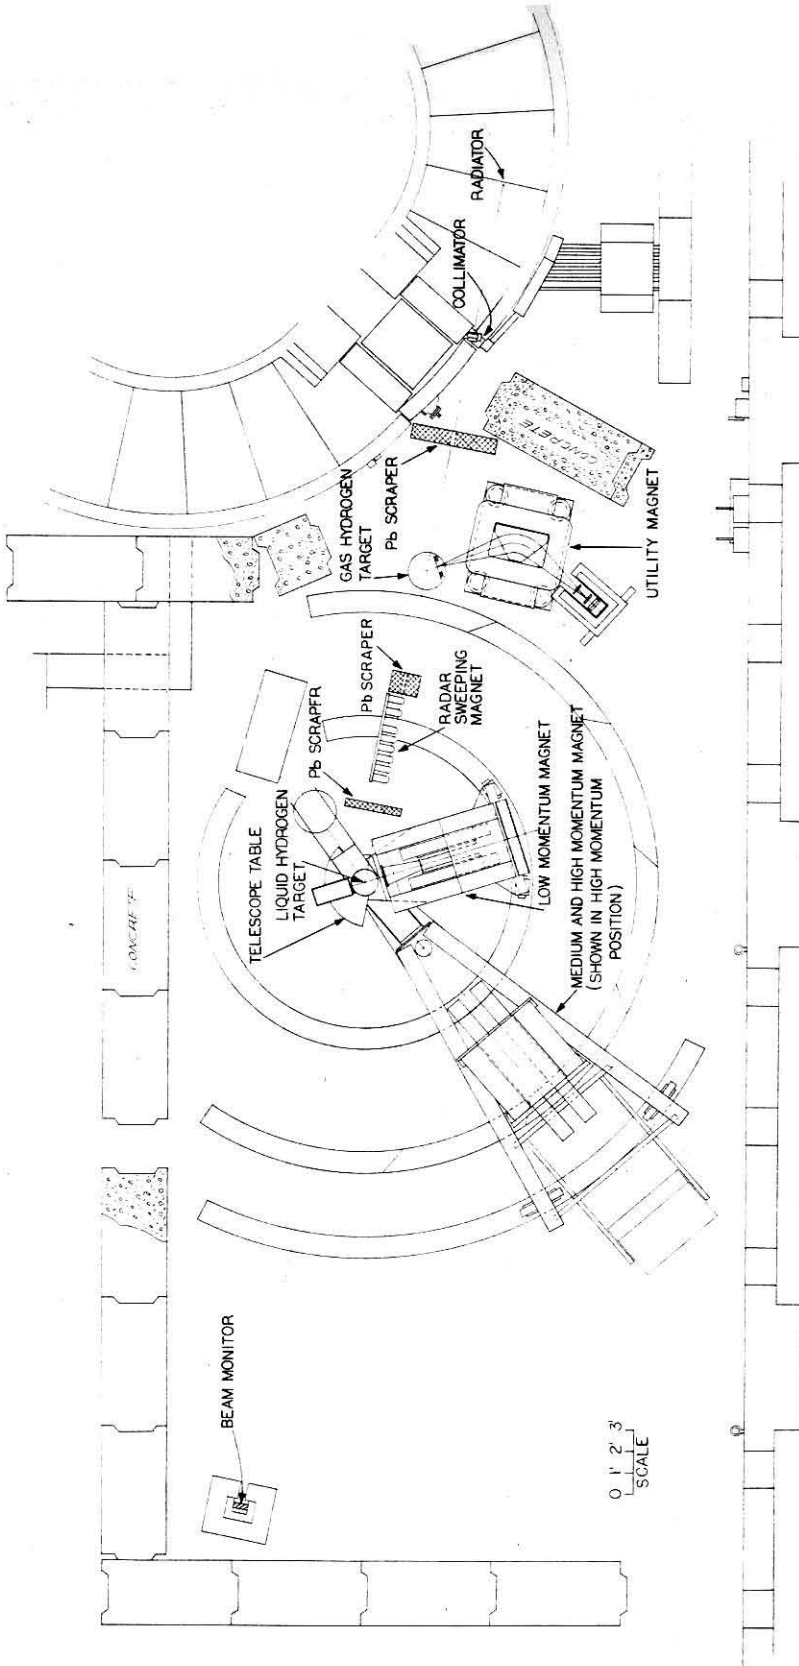 CONCRETE
BEAM MONITOR
0 1' 2' 3'
SCALE
TELESCOPE TABLE
LIQUID HYDROGEN
TARGET
Pb SCRAPER
Pb SCRAPER
RADAR
SWEEPING
MAGNET
LOW MOMENTUM MAGNET
MEDIUM AND HIGH MOMENTUM MAGNET
(SHOWN IN HIGH MOMENTUM
POSITION)
GAS HYDROGEN
TARGET
Pb SCRAPER
CONCRETE
UTILITY MAGNET
COLLIMATOR
RADIATOR